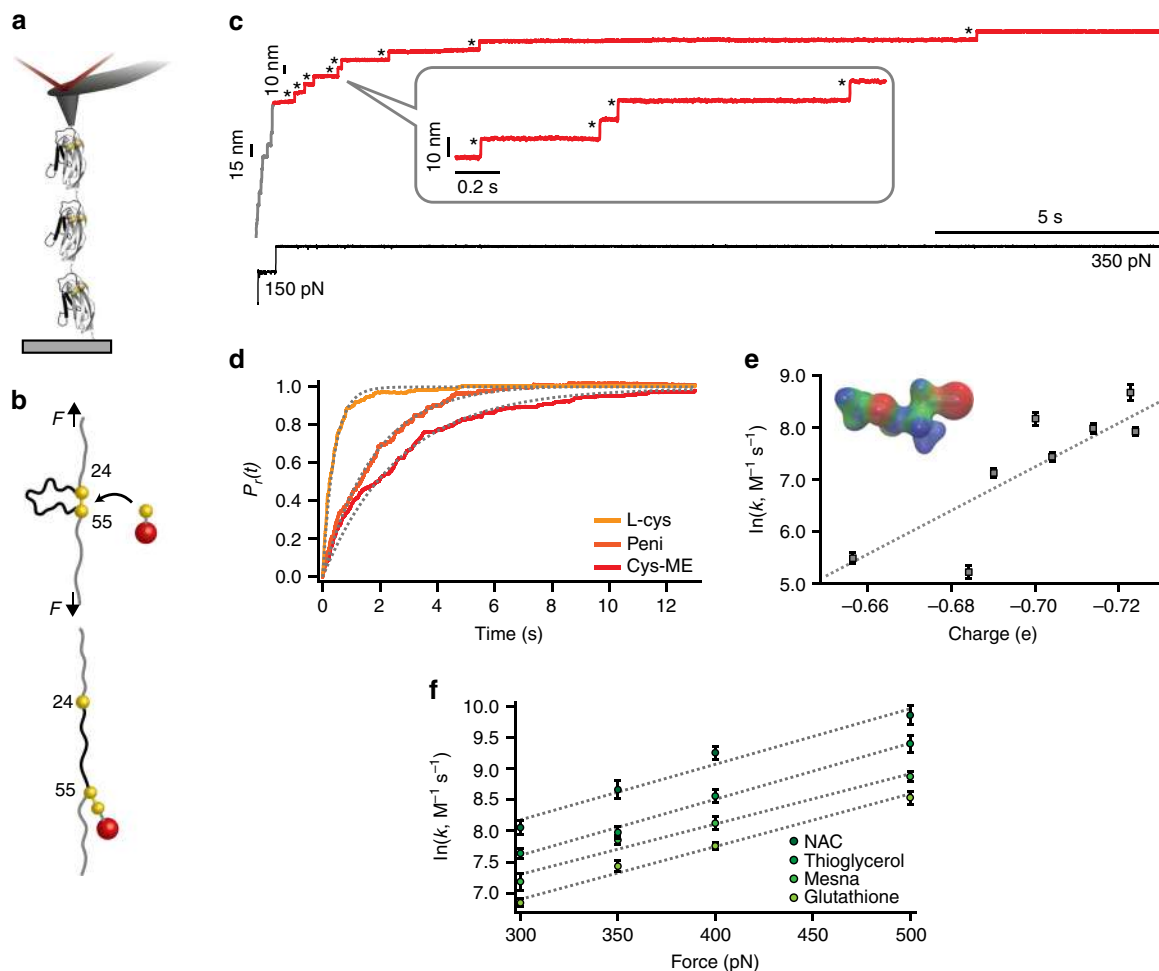 a
b
F
24
55
F
24
55
c
10 nm
15 nm
* * * * * * * * *
10 nm
* * * *
0.2 s
5 s
150 pN
350 pN
d
Pr(t)
1.0
0.8
0.6
0.4
0.2
0.0
L-cys
Peni
Cys-ME
0 2 4 6 8 10 12
Time (s)
e
ln(k, M⁻¹ s⁻¹)
9.0
8.0
7.0
6.0
5.0
−0.66 −0.68 −0.70 −0.72
Charge (e)
f
ln(k, M⁻¹ s⁻¹)
10.0
9.5
9.0
8.5
8.0
7.5
7.0
NAC
Thioglycerol
Mesna
Glutathione
300 350 400 450 500
Force (pN)